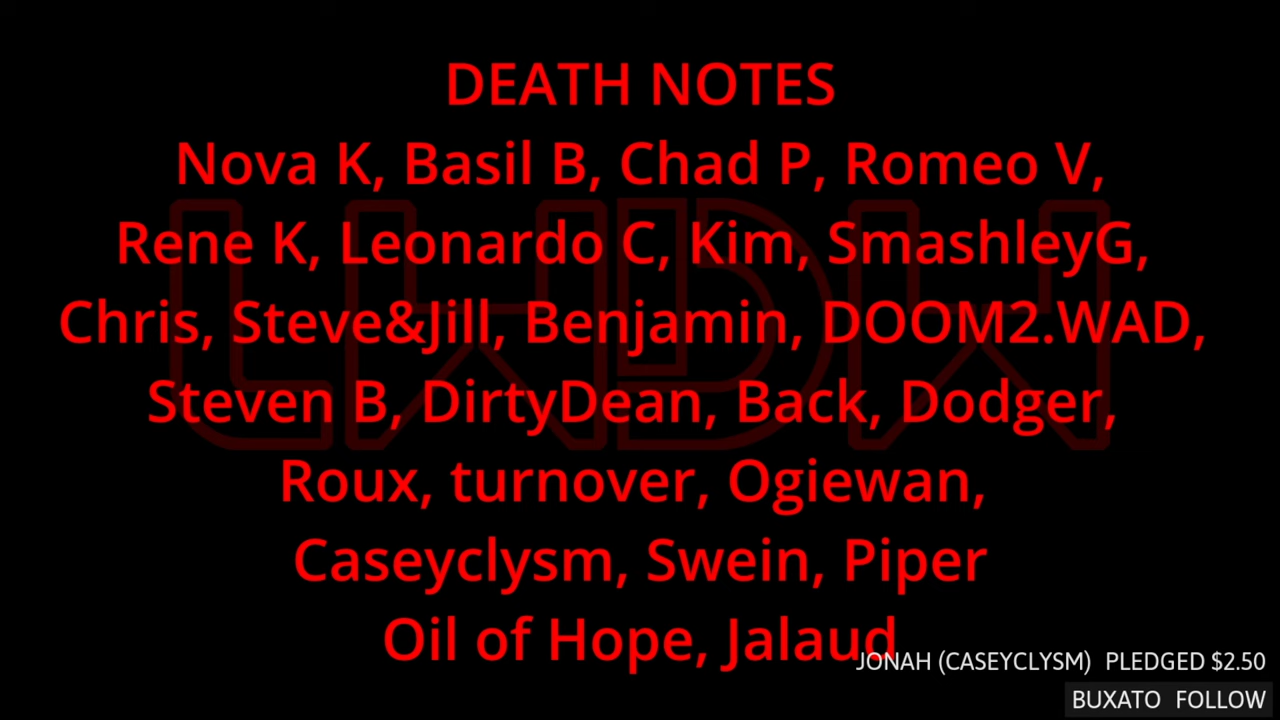 DEATH NOTES
Nova K, Basil B, Chad P, Romeo V,
Rene K, Leonardo C, Kim, SmashleyG,
Chris, Steve&Jill, Benjamin, DOOM2.WAD,
Steven B, DirtyDean, Back, Dodger,
Roux, turnover, Ogiewan,
Caseyclysm, Swein, Piper
Oil of Hope, Jalaud
JONAH (CASEYCLYSM) PLEDGED $2.50
BUXATO FOLLOW